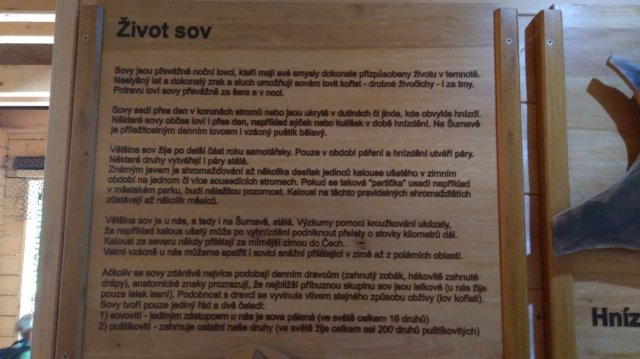 Život sov
Sovy jsou převážně noční lovci, kteří mají své smysly dokonale přizpůsobeny životu v temnotě.
Neslyšný let a dokonalý zrak a sluch umožňují sovám lovit kořist - drobné živočichy - i za tmy.
Potravu loví sovy převážně za šera a v noci.
Sovy sedí přes den v korunách stromů nebo jsou ukryté v dutinách či jinde, kde obvykle hnízdí.
Některé sovy občas loví i přes den, například sýček nebo kulíšek v době hnízdění. Na Šumavě
je příležitostným denním lovcem i vzácný puštík bělavý.
Většina sov žije po delší část roku samotářsky. Pouze v období páření a hnízdění utváří páry.
Některé druhy vytvářejí i páry stálé.
Známým jevem je shromažďování až několika desítek jedinců kalouse ušatého v zimním
období na jednom či více sousedících stromech. Pokud se taková "partička" usadí například
v městském parku, budí náležitou pozornost. Kalousi na těchto pravidelných shromaždištích
zůstávají až několik měsíců.
Většina sov je u nás, a tedy i na Šumavě, stálá. Výzkumy pomocí kroužkování ukázaly,
že například kalous ušatý může po vyhnízdění podniknout přelety o stovky kilometrů dál.
Kalousi ze severu někdy přilétají za mírnější zimou do Čech.
Velmi vzácně u nás můžeme spatřit i sovici sněžní přilétající v zimě až z polárních oblastí.
Ačkoliv se sovy zdánlivě nejvíce podobají denním dravcům (zahnutý zobák, hákovitě zahnuté
drápy), anatomické znaky prozrazují, že nejbližší příbuznou skupinu sov jsou lelkové (u nás žije
pouze lelek lesní). Podobnost s dravci se vyvinula vlivem stejného způsobu obživy (lov kořisti).
Sovy tvoří pouze jediný řád a dvě čeledi:
1) sovovití - jediným zástupcem u nás je sova pálená (ve světě celkem 16 druhů)
2) puštíkovití - zahrnuje ostatní naše druhy (ve světě žije celkem asi 200 druhů puštíkovitých)
Hníz